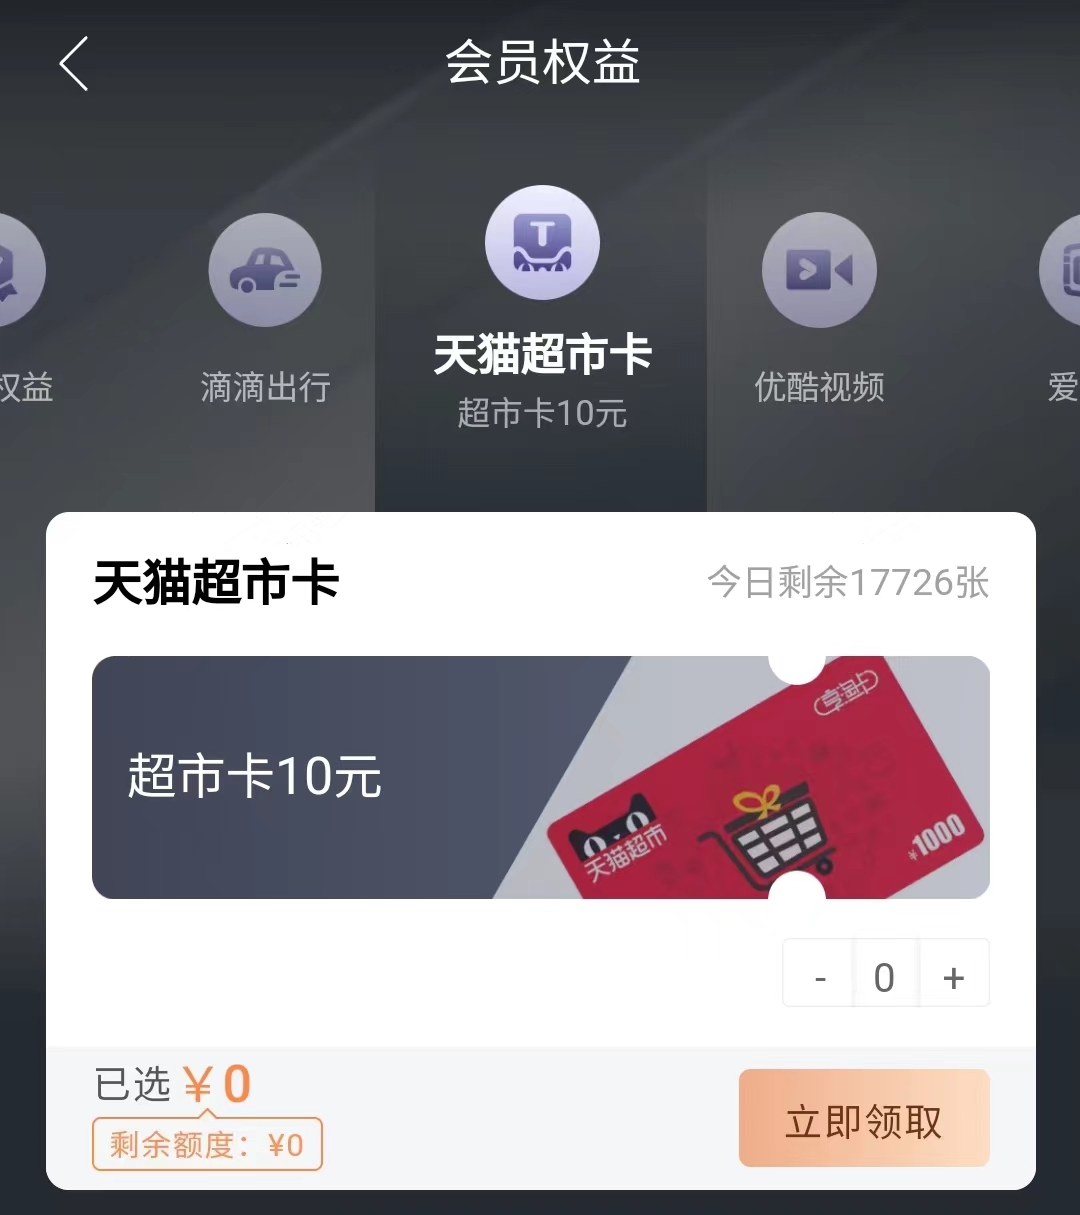 会员权益
权益
滴滴出行
天猫超市卡
超市卡10元
优酷视频
爱
天猫超市卡
今日剩余17726张
超市卡10元
享淘卡
天猫超市
¥1000
- 0 +
已选 ¥0
剩余额度：¥0
立即领取